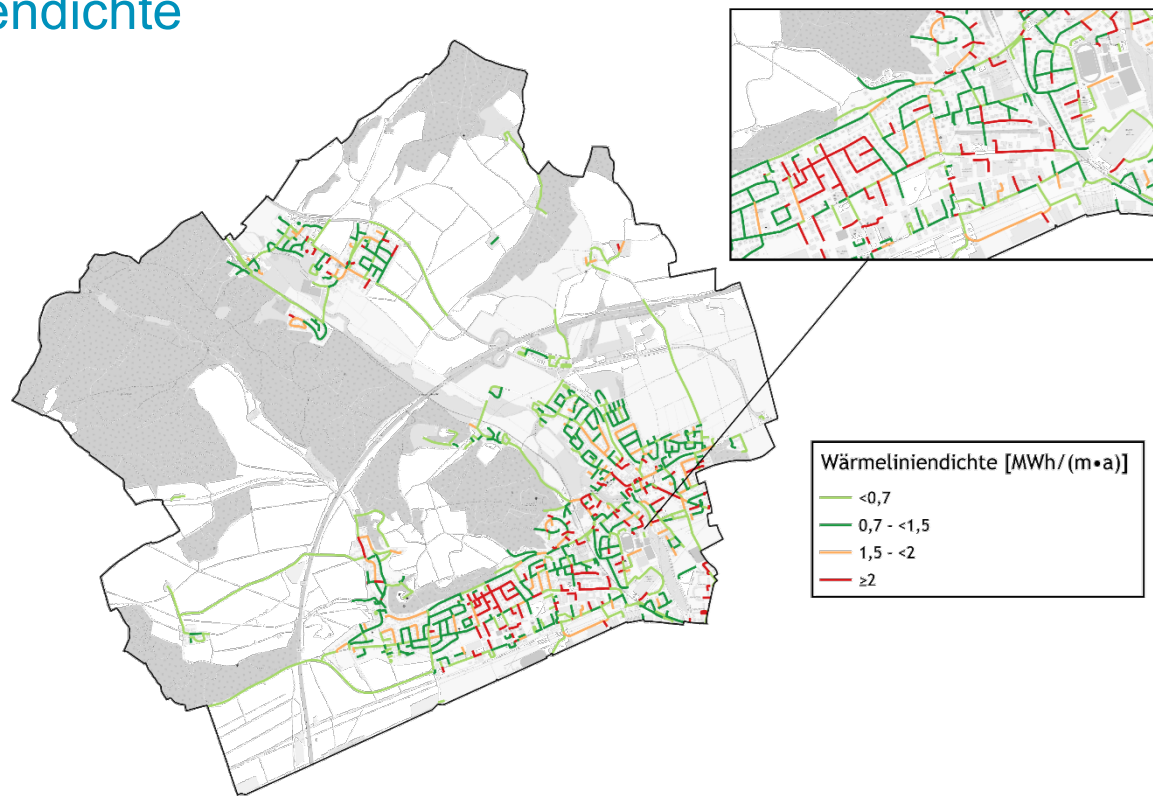 endichte
Wärmeliniendichte [MWh/(m•a)]
<0,7
0,7 - <1,5
1,5 - <2
≥2